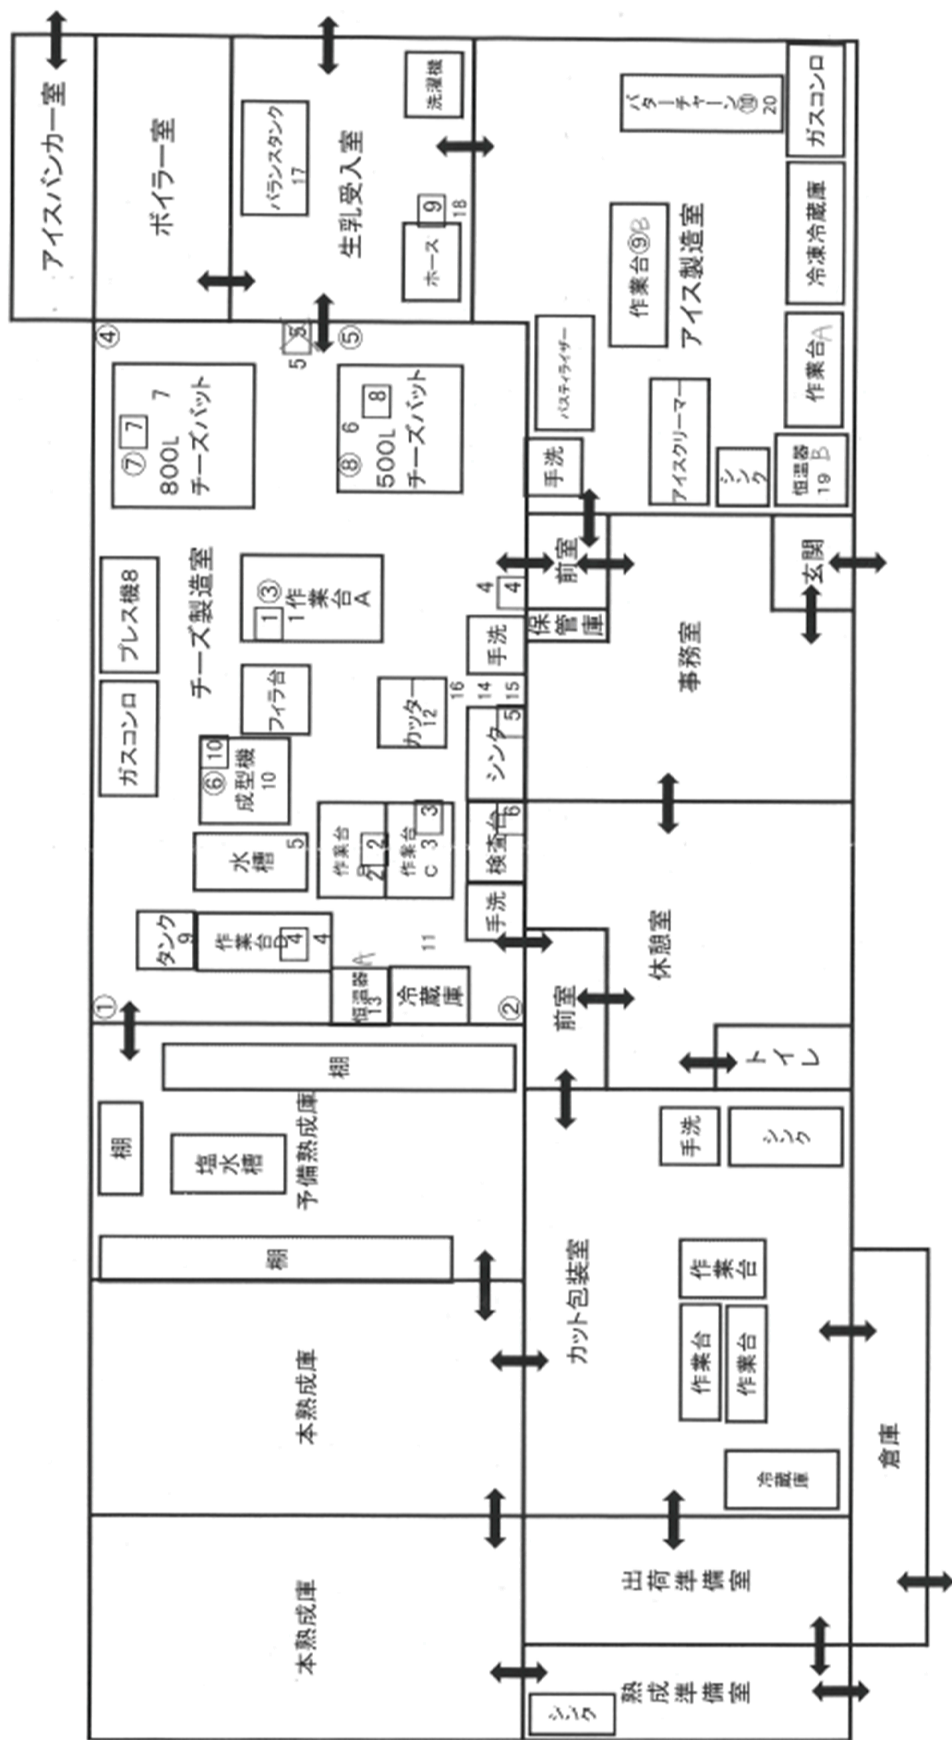 アイスバンカー室
ボイラー室
バランスタンク
17
生乳受入室
洗濯機
9
18
ホース
バターチャーン⑩
20
ガスコンロ
冷凍冷蔵庫
作業台⑨B
アイス製造室
作業台A
パスティライザー
アイスクリーマー
シンク
恒温器B
19
手洗
④
5
5
⑤
⑦
7
7
800L
チーズバット
⑧
6
8
500L
チーズバット
チーズ製造室
プレス機8
ガスコンロ
1
③
1
作業台A
フィラ台
⑥
10
成型機
10
カッター
12
水槽
5
作業台
B
2
2
作業台
C
3
3
タンク
9
作業台D
4
4
恒温器A
13
冷蔵庫
11
①
②
4
4
手洗
16
14
15
シンク
5
検査台
6
手洗
前室
保管庫
玄関
事務室
休憩室
前室
トイレ
棚
棚
塩水槽
予備熟成庫
棚
手洗
シンク
カット包装室
作業台
作業台
作業台
冷蔵庫
本熟成庫
本熟成庫
出荷準備室
倉庫
熟成準備室
シンク